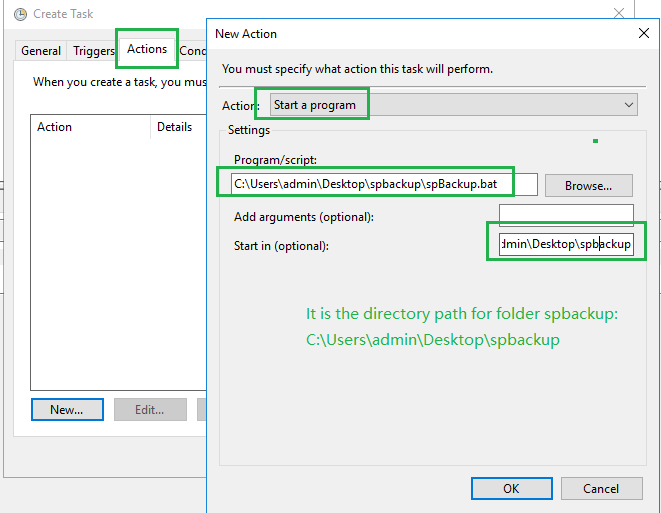 Create Task
General Triggers Actions Cond
When you create a task, you mus
Action Details
New... Edit...
New Action
You must specify what action this task will perform.
Action: Start a program
Settings
Program/script:
C:\Users\admin\Desktop\spbackup\spBackup.bat Browse...
Add arguments (optional):
Start in (optional): dmin\Desktop\spbackup
It is the directory path for folder spbackup:
C:\Users\admin\Desktop\spbackup
OK Cancel